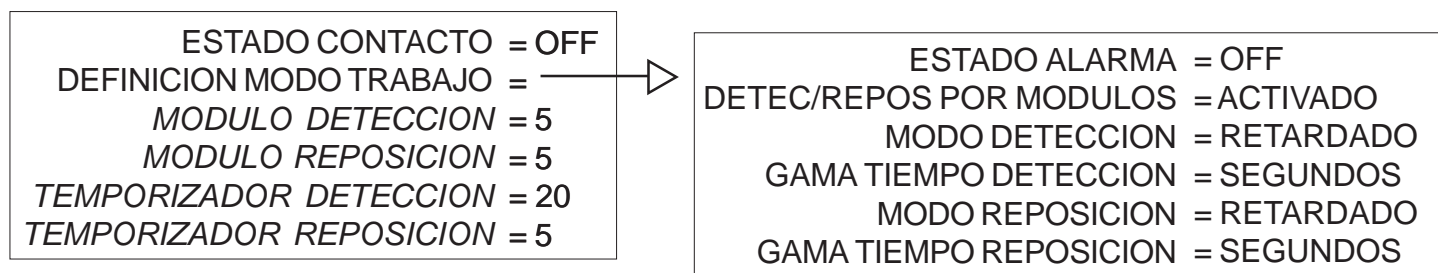 ESTADO CONTACTO = OFF
DEFINICION MODO TRABAJO =
MODULO DETECCION = 5
MODULO REPOSICION = 5
TEMPORIZADOR DETECCION = 20
TEMPORIZADOR REPOSICION = 5
ESTADO ALARMA = OFF
DETEC/REPOS POR MODULOS = ACTIVADO
MODO DETECCION = RETARDADO
GAMA TIEMPO DETECCION = SEGUNDOS
MODO REPOSICION = RETARDADO
GAMA TIEMPO REPOSICION = SEGUNDOS